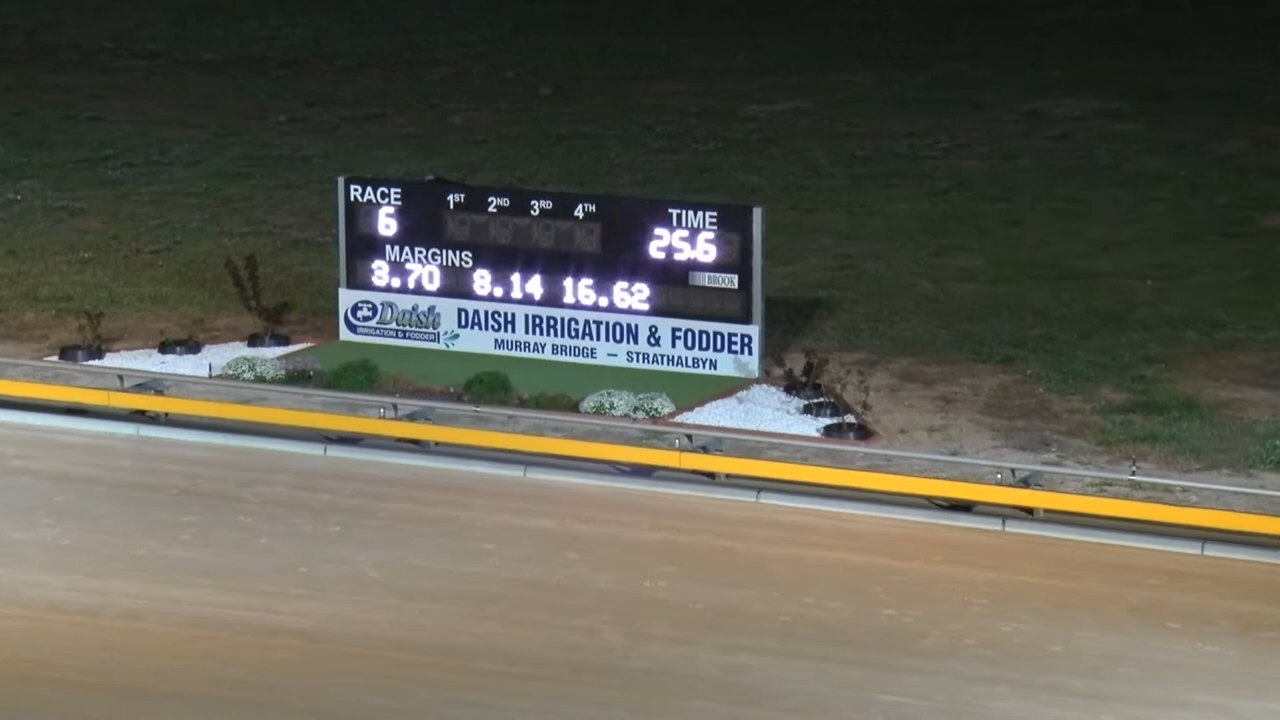 RACE 1ST 2ND 3RD 4TH TIME
6 25.6
MARGINS
3.70 8.14 16.62 BROOK
Daish
IRRIGATION & FODDER
DAISH IRRIGATION & FODDER
MURRAY BRIDGE – STRATHALBYN